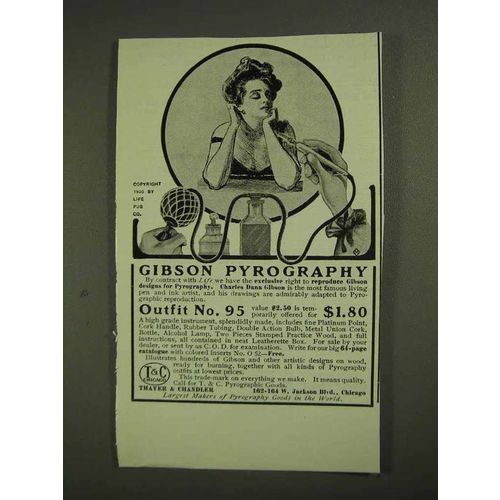 COPYRIGHT
1900 BY
LIFE
PUB
CO.
GIBSON PYROGRAPHY
By contract with Life we have the exclusive right to reproduce Gibson
designs for Pyrography. Charles Dana Gibson is the most famous living
pen and ink artist, and his drawings are admirably adapted to Pyro-
graphic reproduction.
Outfit No. 95 value $2.50 is tem-
porarily offered for $1.80
A high grade instrument, splendidly made, includes fine Platinum Point,
Cork Handle, Rubber Tubing, Double Action Bulb, Metal Union Cork,
Bottle, Alcohol Lamp, Two Pieces Stamped Practice Wood, and full
instructions, all contained in neat Leatherette Box. For sale by your
dealer, or sent by us C. O. D. for examination. Write for our big 64-page
catalogue with colored Inserts No. O 52—Free.
Illustrates hundreds of Gibson and other artistic designs on wood,
ready for burning, together with all kinds of Pyrography
outfits at lowest prices.
This trade-mark on everything we make. It means quality.
Call for T. & C. Pyrographic Goods.
T&C
CHICAGO
THAYER & CHANDLER 162-164 W. Jackson Blvd., Chicago
Largest Makers of Pyrography Goods in the World.